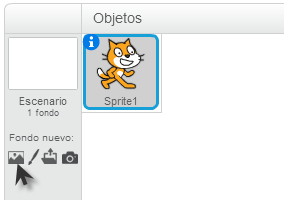 Objetos
Escenario
1 fondo
Fondo nuevo:
Sprite1